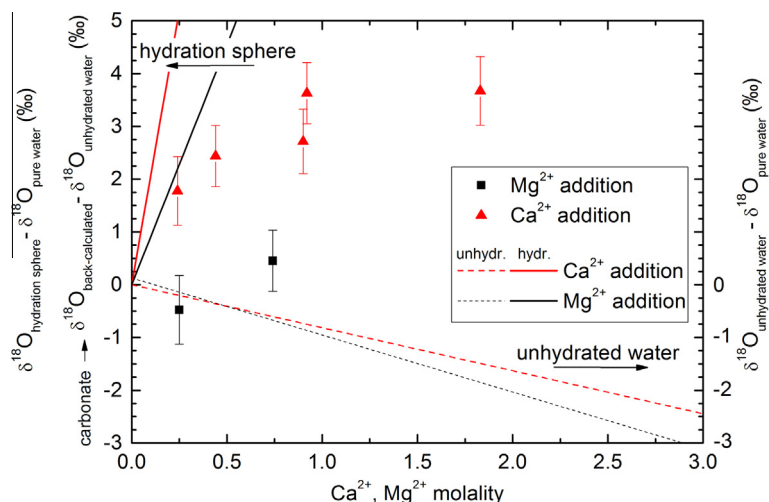 δ18Ohydration sphere - δ18Opure water (‰)
carbonate → δ18Oback-calculated - δ18Ounhydrated water (‰)
5
4
3
2
1
0
-1
-2
-3
hydration sphere
Mg2+ addition
Ca2+ addition
unhydr. hydr.
Ca2+ addition
Mg2+ addition
unhydrated water
0
-1
-2
-3
δ18Ounhydrated water - δ18Opure water (‰)
0.0 0.5 1.0 1.5 2.0 2.5 3.0
Ca2+, Mg2+ molality